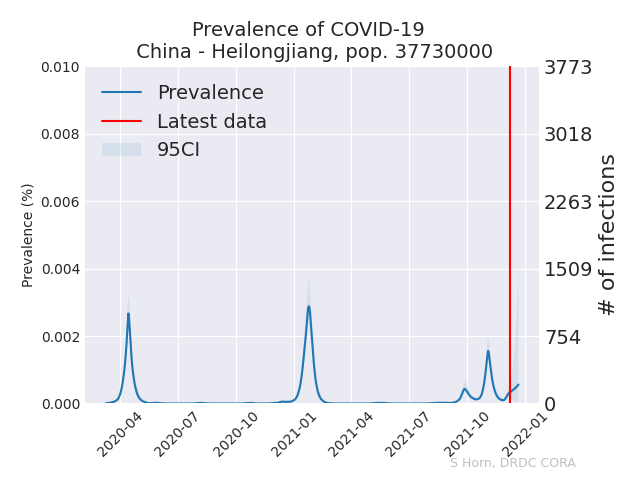 Prevalence of COVID-19
China - Heilongjiang, pop. 37730000
Prevalence
Latest data
95CI
Prevalence (%)
0.010
0.008
0.006
0.004
0.002
0.000
3773
3018
2263
1509
754
0
# of infections
2020-04
2020-07
2020-10
2021-01
2021-04
2021-07
2021-10
2022-01
S Horn, DRDC CORA